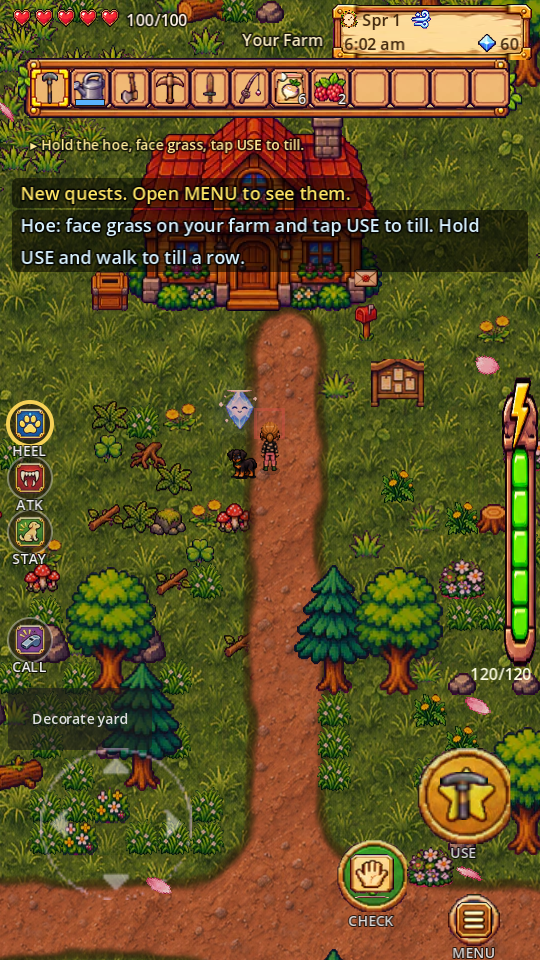 100/100
Spr 1
Your Farm
6:02 am
60
6
2
▸ Hold the hoe, face grass, tap USE to till.
New quests. Open MENU to see them.
Hoe: face grass on your farm and tap USE to till. Hold
USE and walk to till a row.
HEEL
ATK
STAY
CALL
120/120
Decorate yard
USE
CHECK
MENU